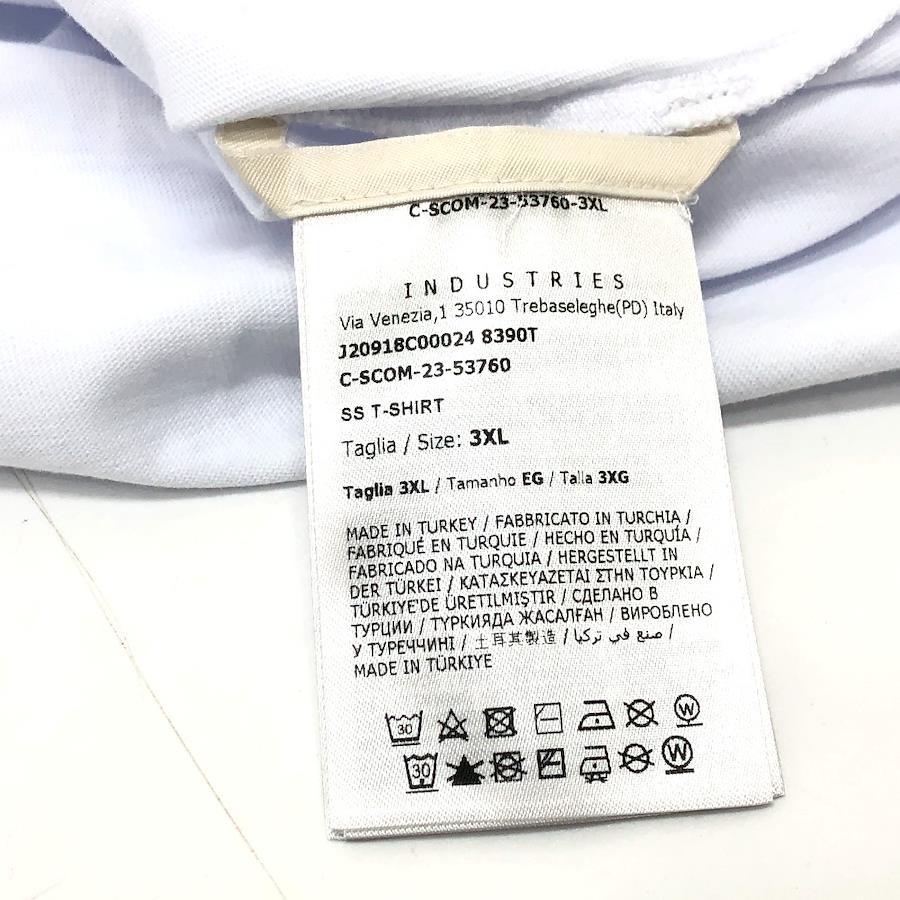 C-SCOM-23-53760-3XL
INDUSTRIES
Via Venezia,1 35010 Trebaseleghe(PD) Italy
J20918C00024 8390T
C-SCOM-23-53760
SS T-SHIRT
Taglia / Size: 3XL
Taglia 3XL / Tamanho EG / Talla 3XG
MADE IN TURKEY / FABBRICATO IN TURCHIA /
FABRIQUÉ EN TURQUIE / HECHO EN TURQUÍA /
FABRICADO NA TURQUIA / HERGESTELLT IN
DER TÜRKEI / ΚΑΤΑΣΚΕΥΑΖΕΤΑΙ ΣΤΗΝ ΤΟΥΡΚΙΑ /
TÜRKİYE'DE ÜRETİLMİŞTİR / СДЕЛАНО В
ТУРЦИИ / ТҮРКИЯДА ЖАСАЛҒАН / ВИРОБЛЕНО
У ТУРЕЧЧИНІ / 土耳其製造 / صنع في تركيا /
MADE IN TÜRKİYE
30 W
30 W